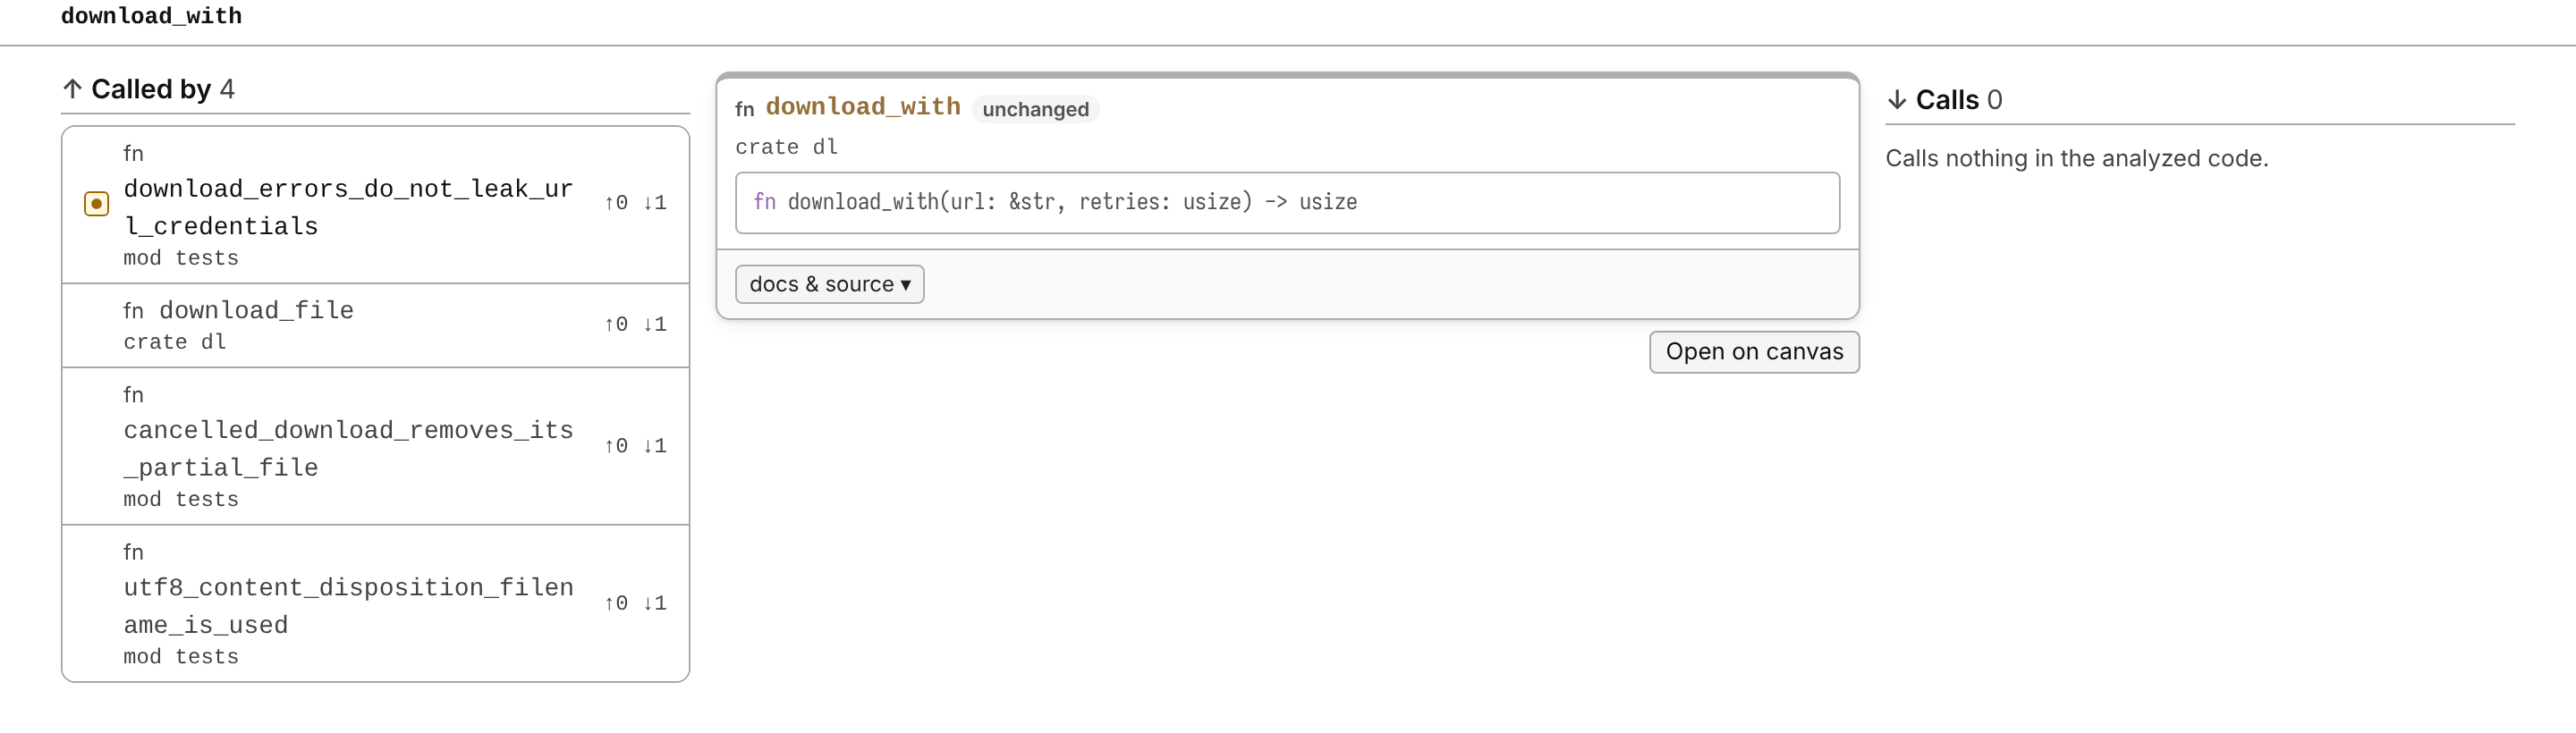 download_with
↑ Called by 4
fn
download_errors_do_not_leak_ur
l_credentials
mod tests
↑0 ↓1
fn download_file
crate dl
↑0 ↓1
fn
cancelled_download_removes_its
_partial_file
mod tests
↑0 ↓1
fn
utf8_content_disposition_filen
ame_is_used
mod tests
↑0 ↓1
fn download_with unchanged
crate dl
fn download_with(url: &str, retries: usize) -> usize
docs & source ▾
Open on canvas
↓ Calls 0
Calls nothing in the analyzed code.